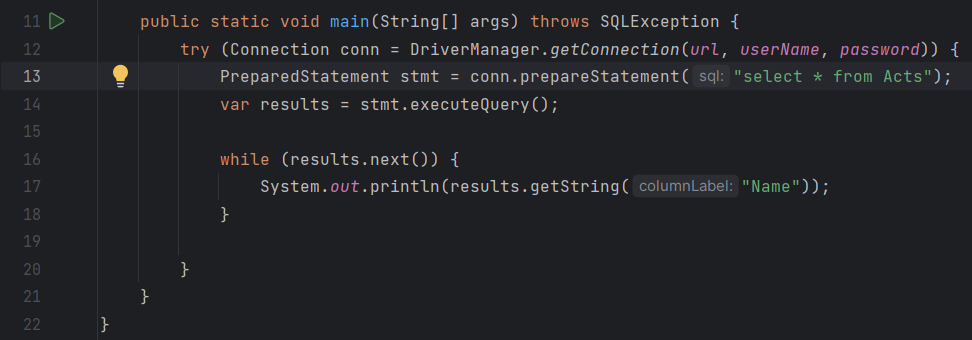 11 public static void main(String[] args) throws SQLException {
12 try (Connection conn = DriverManager.getConnection(url, userName, password)) {
13 PreparedStatement stmt = conn.prepareStatement( sql: "select * from Acts");
14 var results = stmt.executeQuery();
15
16 while (results.next()) {
17 System.out.println(results.getString( columnLabel: "Name"));
18 }
19
20 }
21 }
22 }